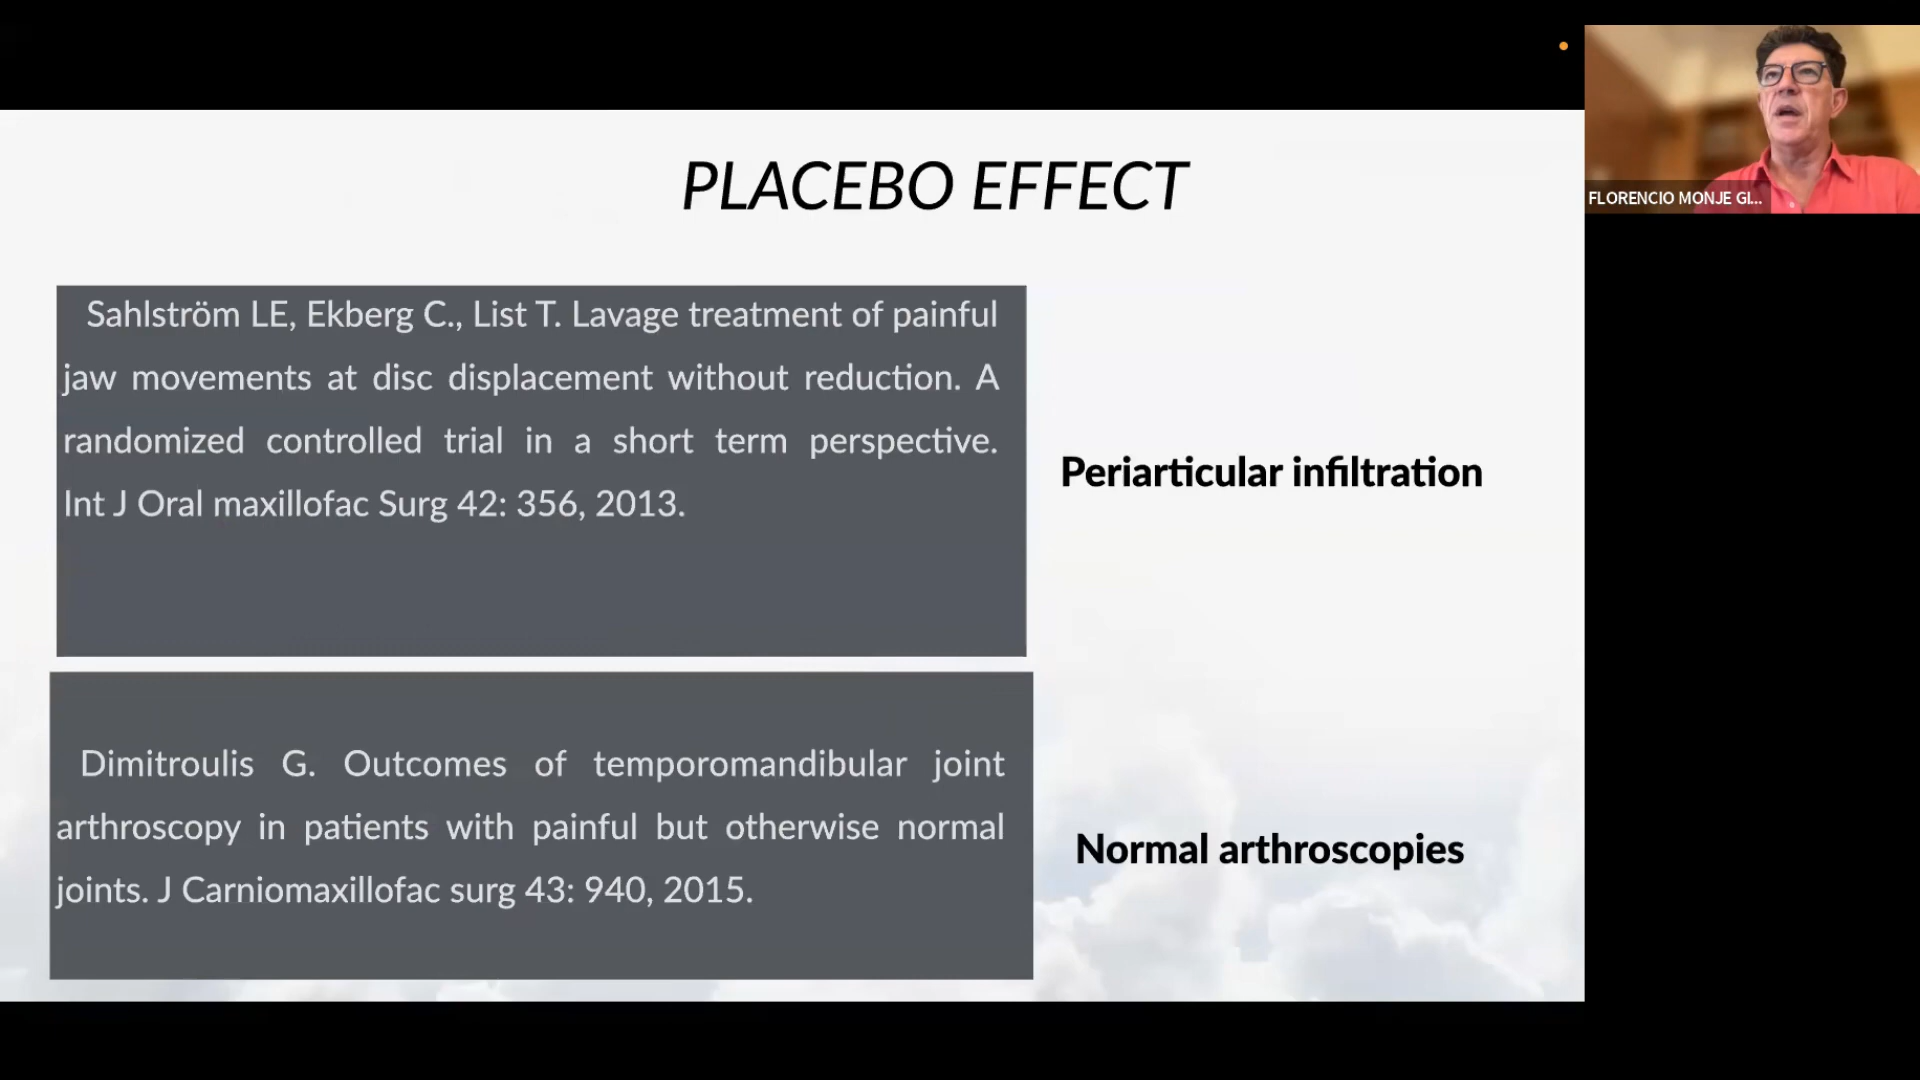 PLACEBO EFFECT
Sahlström LE, Ekberg C., List T. Lavage treatment of painful
jaw movements at disc displacement without reduction. A
randomized controlled trial in a short term perspective.
Int J Oral maxillofac Surg 42: 356, 2013.
Periarticular infiltration
Dimitroulis G. Outcomes of temporomandibular joint
arthroscopy in patients with painful but otherwise normal
joints. J Carniomaxillofac surg 43: 940, 2015.
Normal arthroscopies
FLORENCIO MONJE GI...